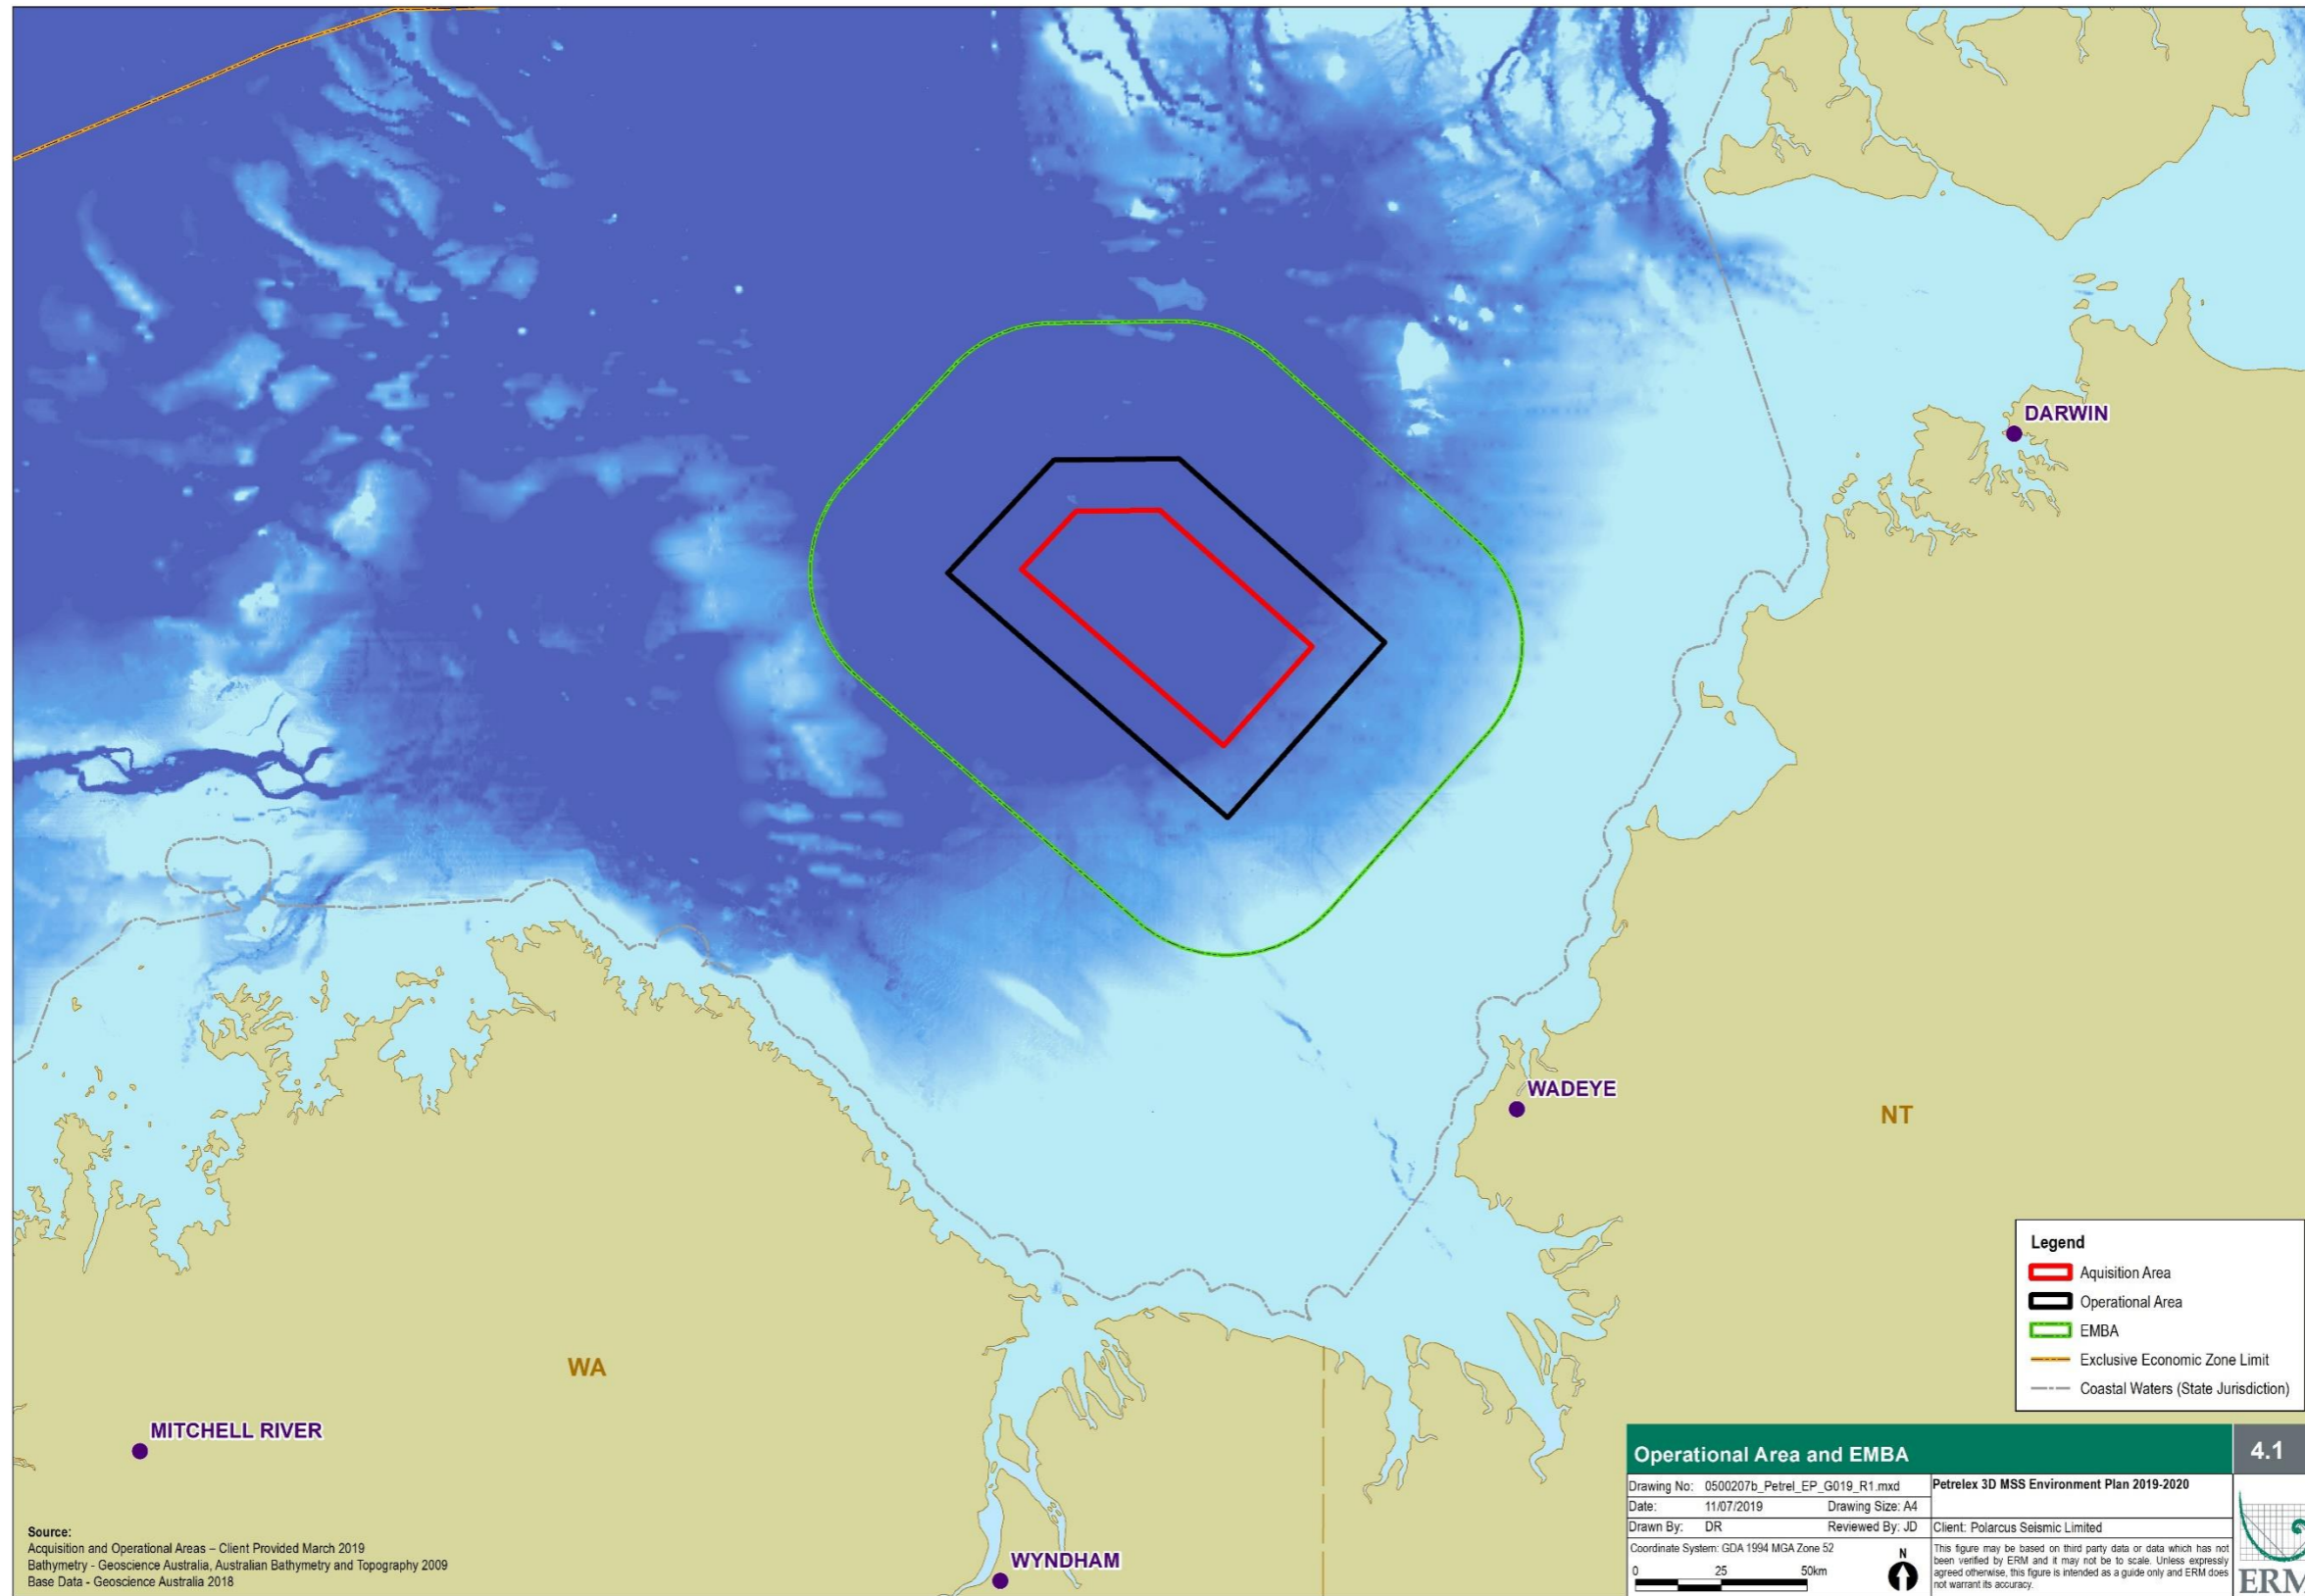 DARWIN
WADEYE
NT
WA
MITCHELL RIVER
WYNDHAM
Legend
Aquisition Area
Operational Area
EMBA
Exclusive Economic Zone Limit
Coastal Waters (State Jurisdiction)
Source:
Acquisition and Operational Areas – Client Provided March 2019
Bathymetry - Geoscience Australia, Australian Bathymetry and Topography 2009
Base Data - Geoscience Australia 2018
Operational Area and EMBA
4.1
Drawing No: 0500207b_Petrel_EP_G019_R1.mxd
Petrelex 3D MSS Environment Plan 2019-2020
Date: 11/07/2019 Drawing Size: A4
Drawn By: DR Reviewed By: JD
Client: Polarcus Seismic Limited
Coordinate System: GDA 1994 MGA Zone 52
0 25 50km
N
This figure may be based on third party data or data which has not
been verified by ERM and it may not be to scale. Unless expressly
agreed otherwise, this figure is intended as a guide only and ERM does
not warrant its accuracy.
ERM